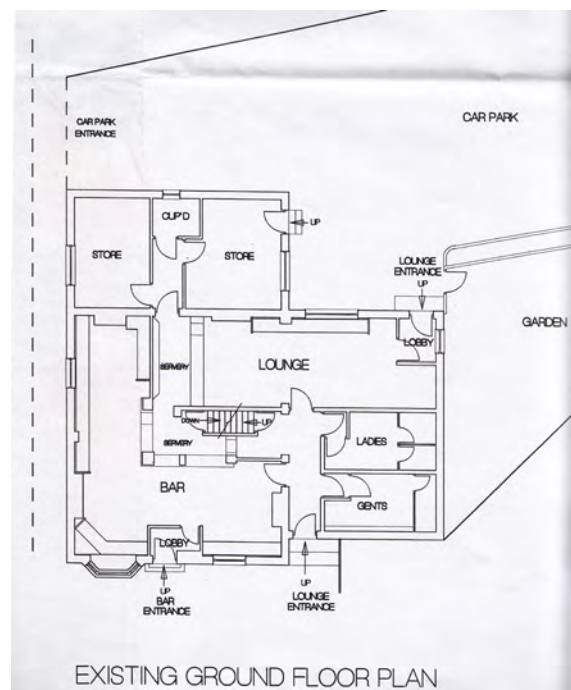 CAR PARK
ENTRANCE
CAR PARK
CUP'D
STORE
STORE
UP
LOUNGE
ENTRANCE
UP
LOBBY
GARDEN
LOUNGE
SERVERY
DOWN
UP
SERVERY
LADIES
BAR
GENTS
LOBBY
UP
BAR
ENTRANCE
UP
LOUNGE
ENTRANCE
EXISTING GROUND FLOOR PLAN